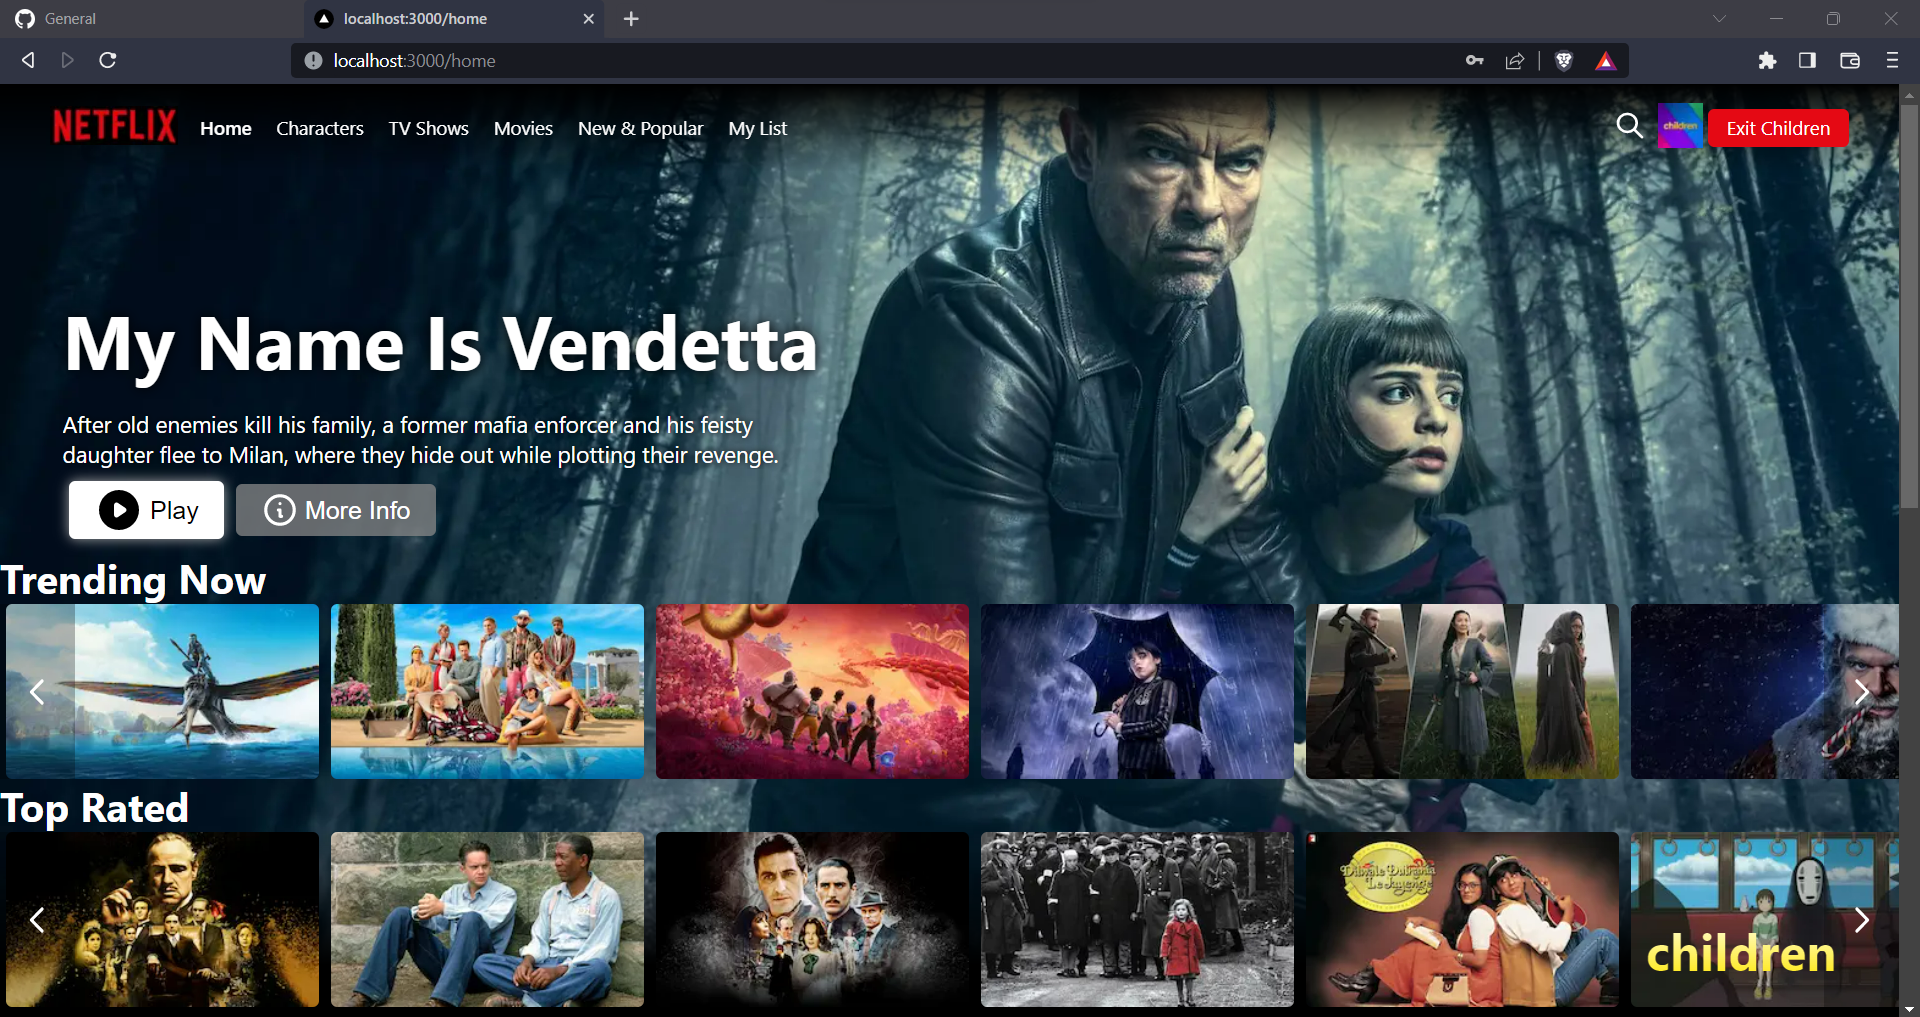 General
localhost:3000/home
localhost:3000/home
NETFLIX
Home
Characters
TV Shows
Movies
New & Popular
My List
children
Exit Children
My Name Is Vendetta
After old enemies kill his family, a former mafia enforcer and his feisty
daughter flee to Milan, where they hide out while plotting their revenge.
Play
More Info
Trending Now
Top Rated
Dilwale Dulhania
Le Jayenge
children